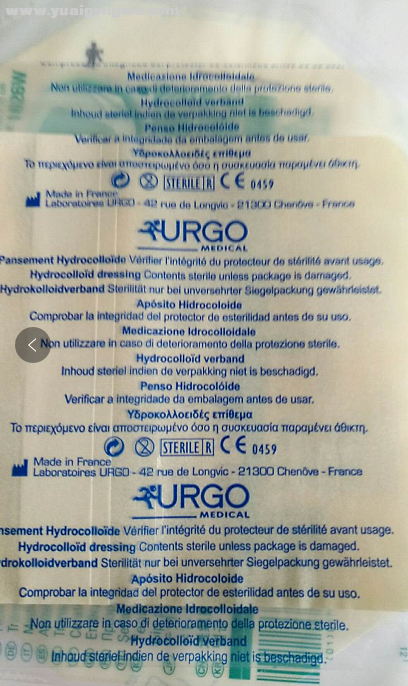 Medicazione Idrocolloidale
Non utilizzare in caso di deterioramento della protezione sterile.
Hydrocolloïd verband
Inhoud steriel indien de verpakking niet is beschadigd.
Penso Hidrocolóide
Verificar a integridade da embalagem antes de usar.
Υδροκολλοειδές επίθεμα
Το περιεχόμενο είναι αποστειρωμένο όσο η συσκευασία παραμένει άθικτη.
2 STERILE R CE 0459
Made in France
Laboratoires URGO - 42 rue de Longvic - 21300 Chenôve - France
URGO
MEDICAL
Pansement Hydrocolloïde Vérifier l'intégrité du protecteur de stérilité avant usage.
Hydrocolloïd dressing Contents sterile unless package is damaged.
Hydrokolloidverband Sterilität nur bei unversehrter Siegelpackung gewährleistet.
Apósito Hidrocoloide
Comprobar la integridad del protector de esterilidad antes de su uso.
Medicazione Idrocolloidale
Non utilizzare in caso di deterioramento della protezione sterile.
Hydrocolloïd verband
Inhoud steriel indien de verpakking niet is beschadigd.
Penso Hidrocolóide
Verificar a integridade da embalagem antes de usar.
Υδροκολλοειδές επίθεμα
Το περιεχόμενο είναι αποστειρωμένο όσο η συσκευασία παραμένει άθικτη.
2 STERILE R CE 0459
Made in France
Laboratoires URGO - 42 rue de Longvic - 21300 Chenôve - France
URGO
MEDICAL
nsement Hydrocolloïde Vérifier l'intégrité du protecteur de stérilité avant usage.
Hydrocolloïd dressing Contents sterile unless package is damaged.
drokolloidverband Sterilität nur bei unversehrter Siegelpackung gewährleistet.
Apósito Hidrocoloide
Comprobar la integridad del protector de esterilidad antes de su uso.
Medicazione Idrocolloidale
Non utilizzare in caso di deterioramento della protezione sterile.
Hydrocolloïd verband
Inhoud steriel indien de verpakking niet is beschadigd.